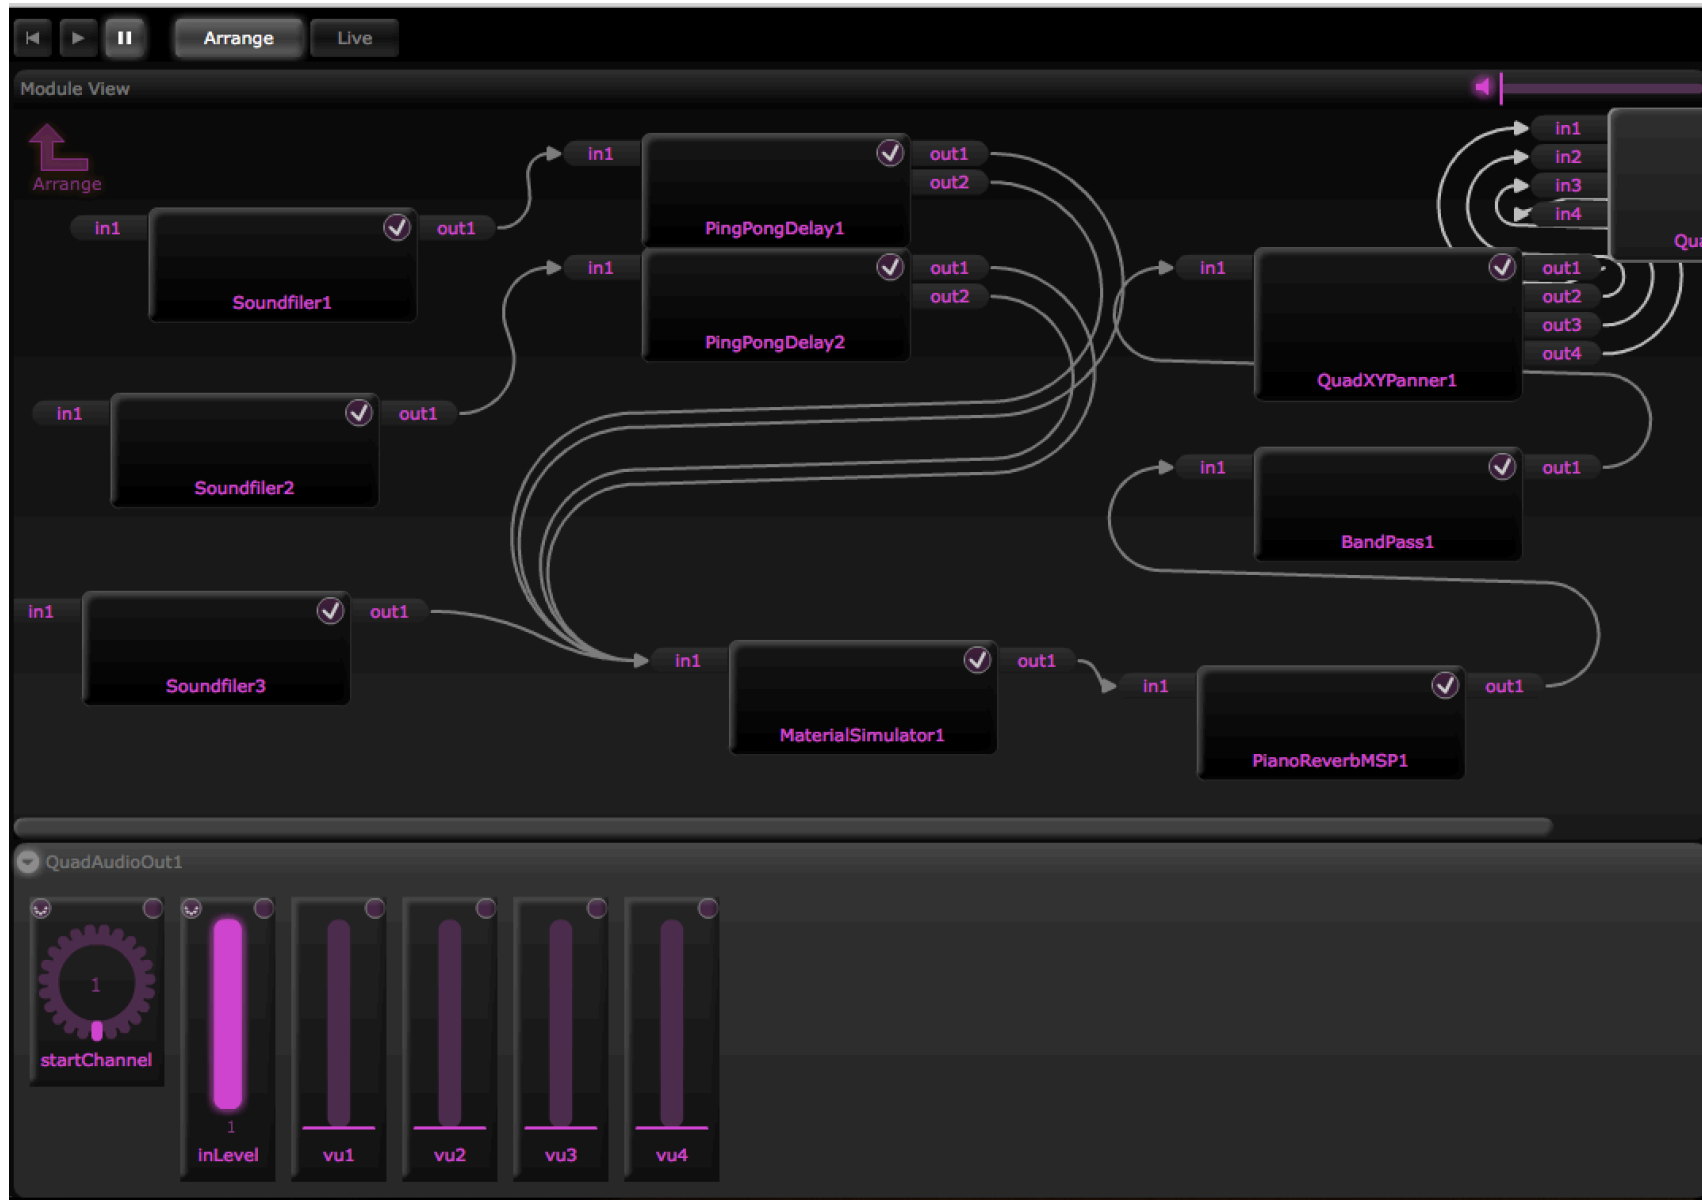 Arrange Live
Module View
Arrange
in1
PingPongDelay1
out1
out2
in1
Soundfiler1
out1
in1
PingPongDelay2
out1
out2
in1
in2
in3
in4
in1
QuadXYPanner1
out1
out2
out3
out4
in1
Soundfiler2
out1
in1
BandPass1
out1
in1
Soundfiler3
out1
in1
MaterialSimulator1
out1
in1
PianoReverbMSP1
out1
QuadAudioOut1
1
startChannel
1
inLevel
vu1
vu2
vu3
vu4